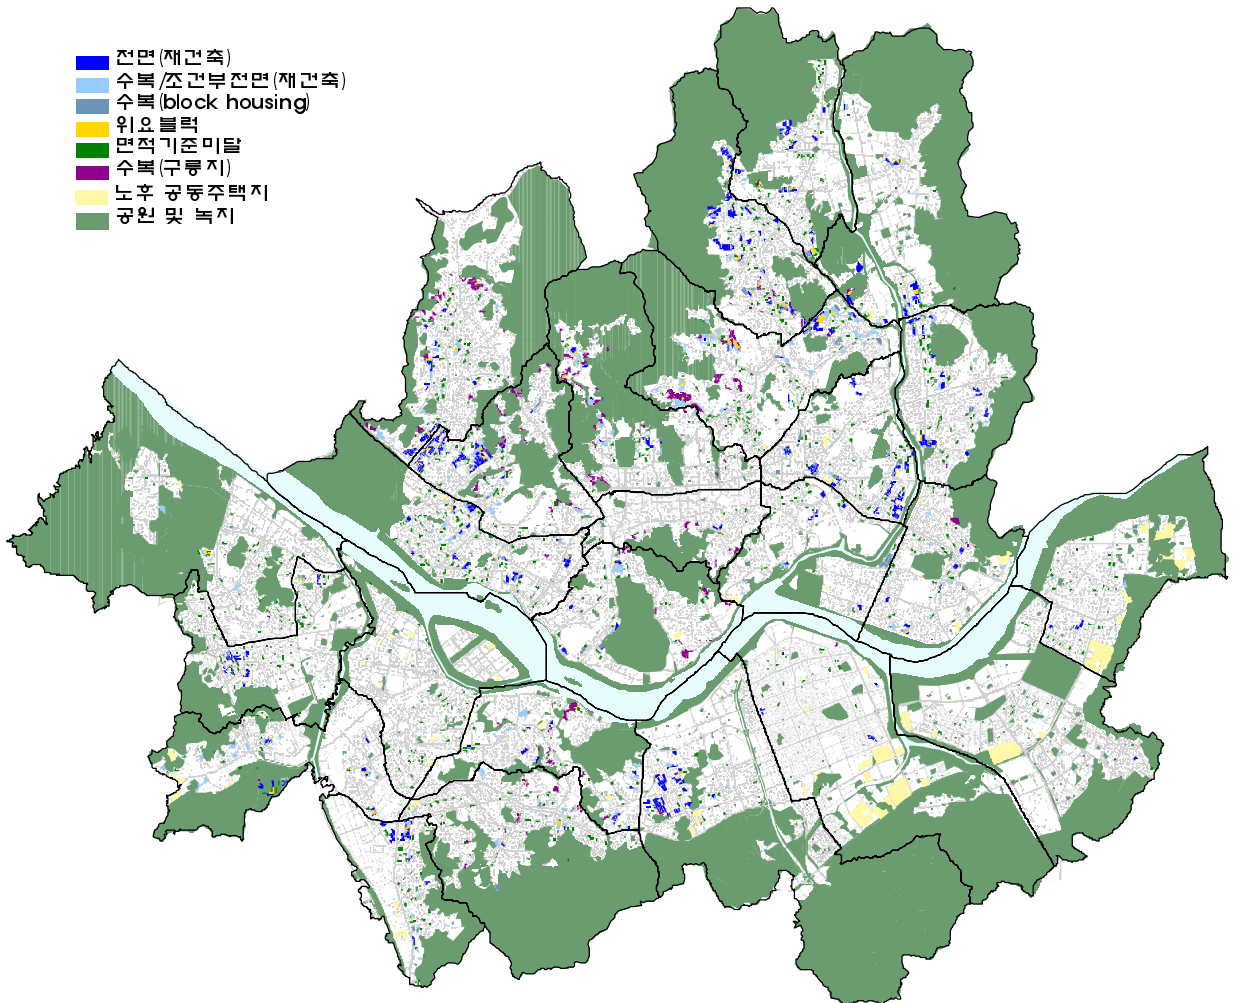 전면(재건축)
수복/조건부전면(재건축)
수복(block housing)
위요블럭
면적기준미달
수복(구릉지)
노후 공동주택지
공원 및 녹지